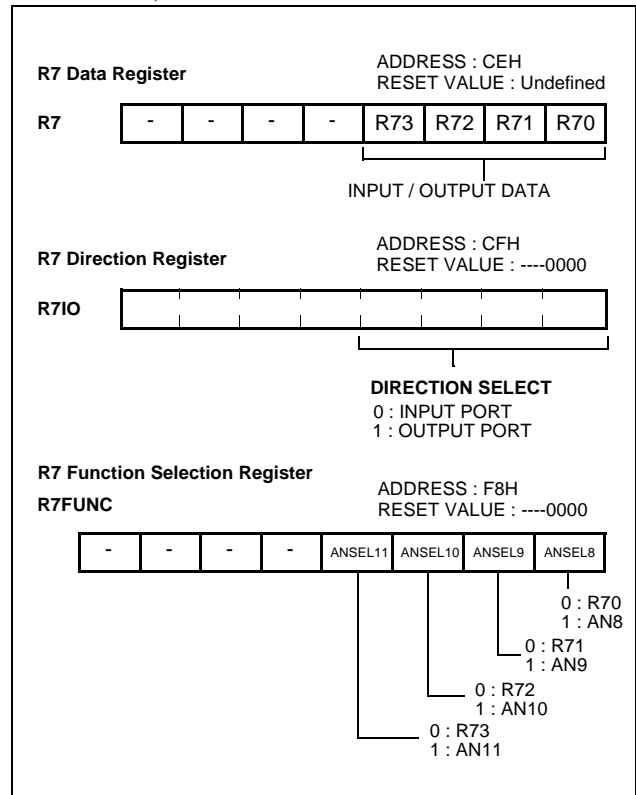 R7 Data Register
ADDRESS : CEH
RESET VALUE : Undefined
R7
- - - - R73 R72 R71 R70
INPUT / OUTPUT DATA
R7 Direction Register
ADDRESS : CFH
RESET VALUE : ----0000
R7IO
DIRECTION SELECT
0 : INPUT PORT
1 : OUTPUT PORT
R7 Function Selection Register
R7FUNC
ADDRESS : F8H
RESET VALUE : ----0000
- - - - ANSEL11 ANSEL10 ANSEL9 ANSEL8
0 : R70
1 : AN8
0 : R71
1 : AN9
0 : R72
1 : AN10
0 : R73
1 : AN11